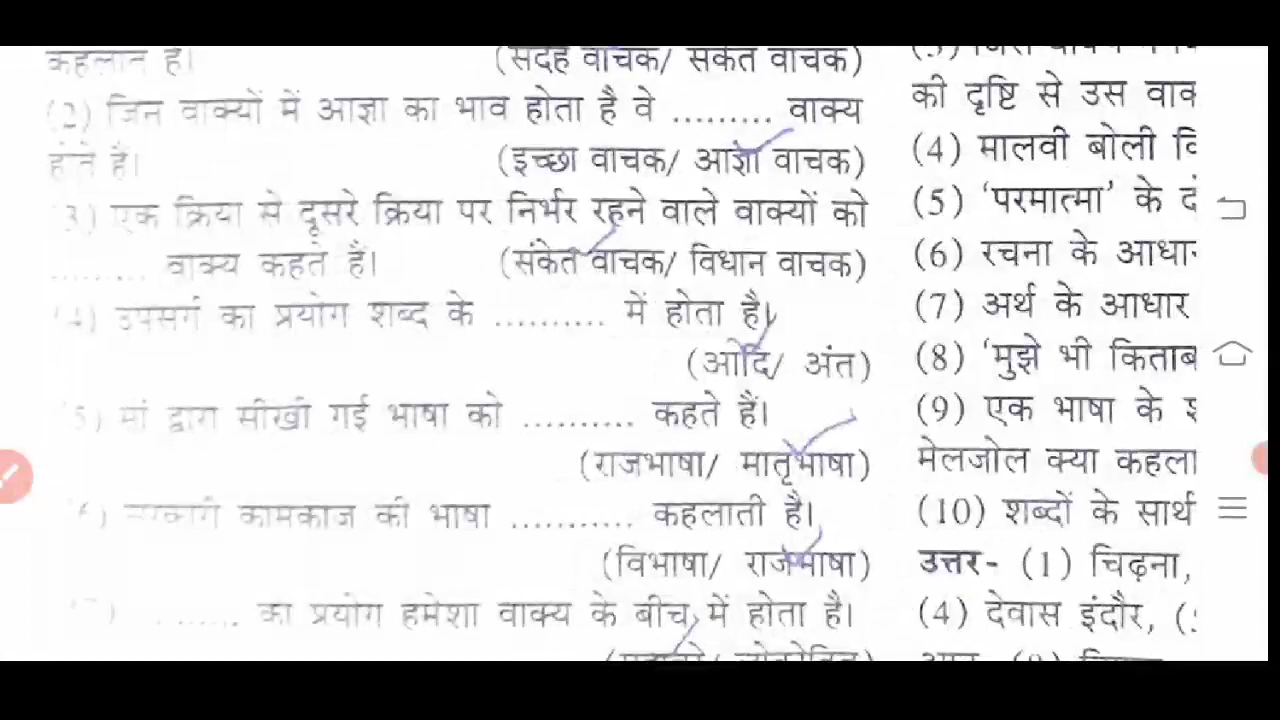 कहलाते हैं।
(संदेह वाचक/ संकेत वाचक)
(2) जिन वाक्यों में आज्ञा का भाव होता है वे ......... वाक्य
होते है।
(इच्छा वाचक/ आज्ञा वाचक)
(3) एक क्रिया से दूसरे क्रिया पर निर्भर रहने वाले वाक्यों को
......... वाक्य कहते हैं।
(संकेत वाचक/ विधान वाचक)
(4) उपसर्ग का प्रयोग शब्द के .......... में होता है।
(आदि/ अंत)
(5) मां द्वारा सीखी गई भाषा को .......... कहते हैं।
(राजभाषा/ मातृभाषा)
(6) सरकारी कामकाज की भाषा ........... कहलाती है।
(विभाषा/ राजभाषा)
......... का प्रयोग हमेशा वाक्य के बीच में होता है।
की दृष्टि से उस
(4) मालवी बोली
(5) ‘परमात्मा’ के
(6) रचना के
(7) अर्थ के आधार
(8) ‘मुझे भी किताब
(9) एक भाषा के
मेलजोल क्या
(10) शब्दों के
उत्तर- (1) चिढ़ना,
(4) देवास इंदौर,